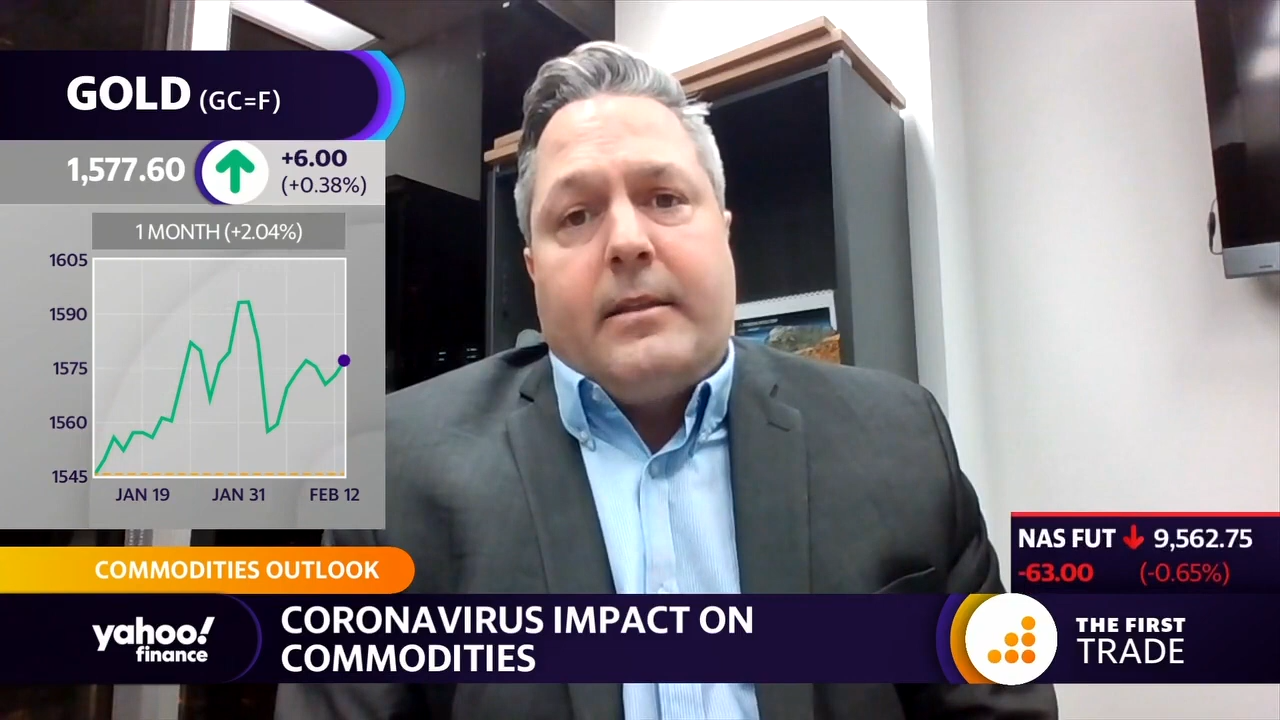 GOLD (GC=F)
1,577.60
+6.00
(+0.38%)
1 MONTH (+2.04%)
1605
1590
1575
1560
1545
JAN 19 JAN 31 FEB 12
COMMODITIES OUTLOOK
yahoo!
finance
CORONAVIRUS IMPACT ON
COMMODITIES
NAS FUT 9,562.75
-63.00 (-0.65%)
THE FIRST
TRADE